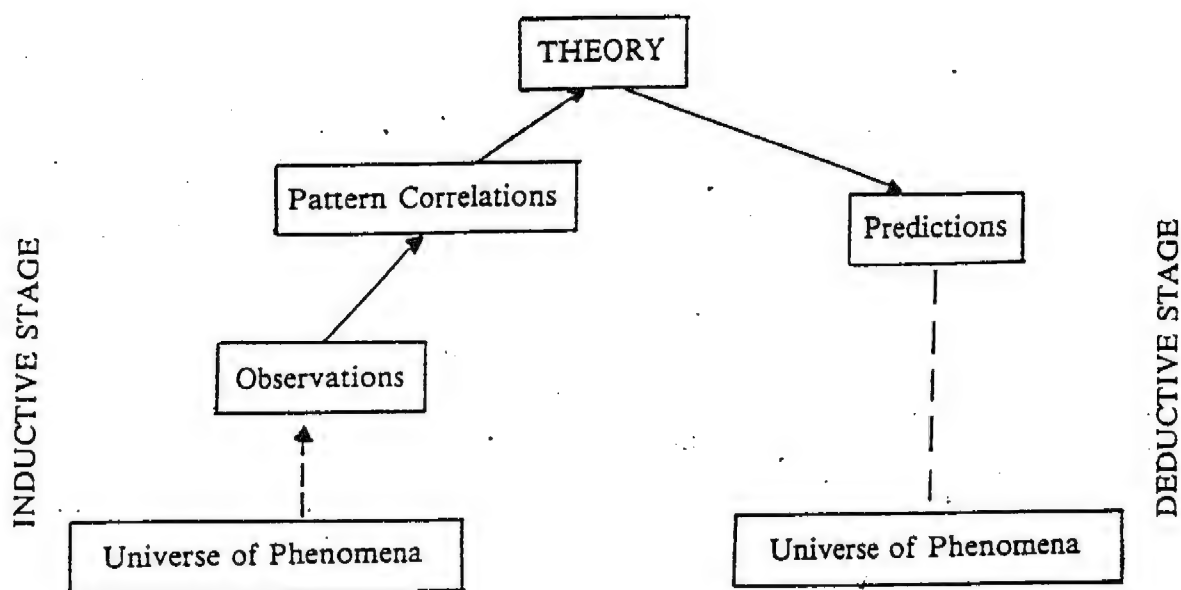 THEORY
Pattern Correlations
Predictions
INDUCTIVE STAGE
Observations
DEDUCTIVE STAGE
Universe of Phenomena
Universe of Phenomena